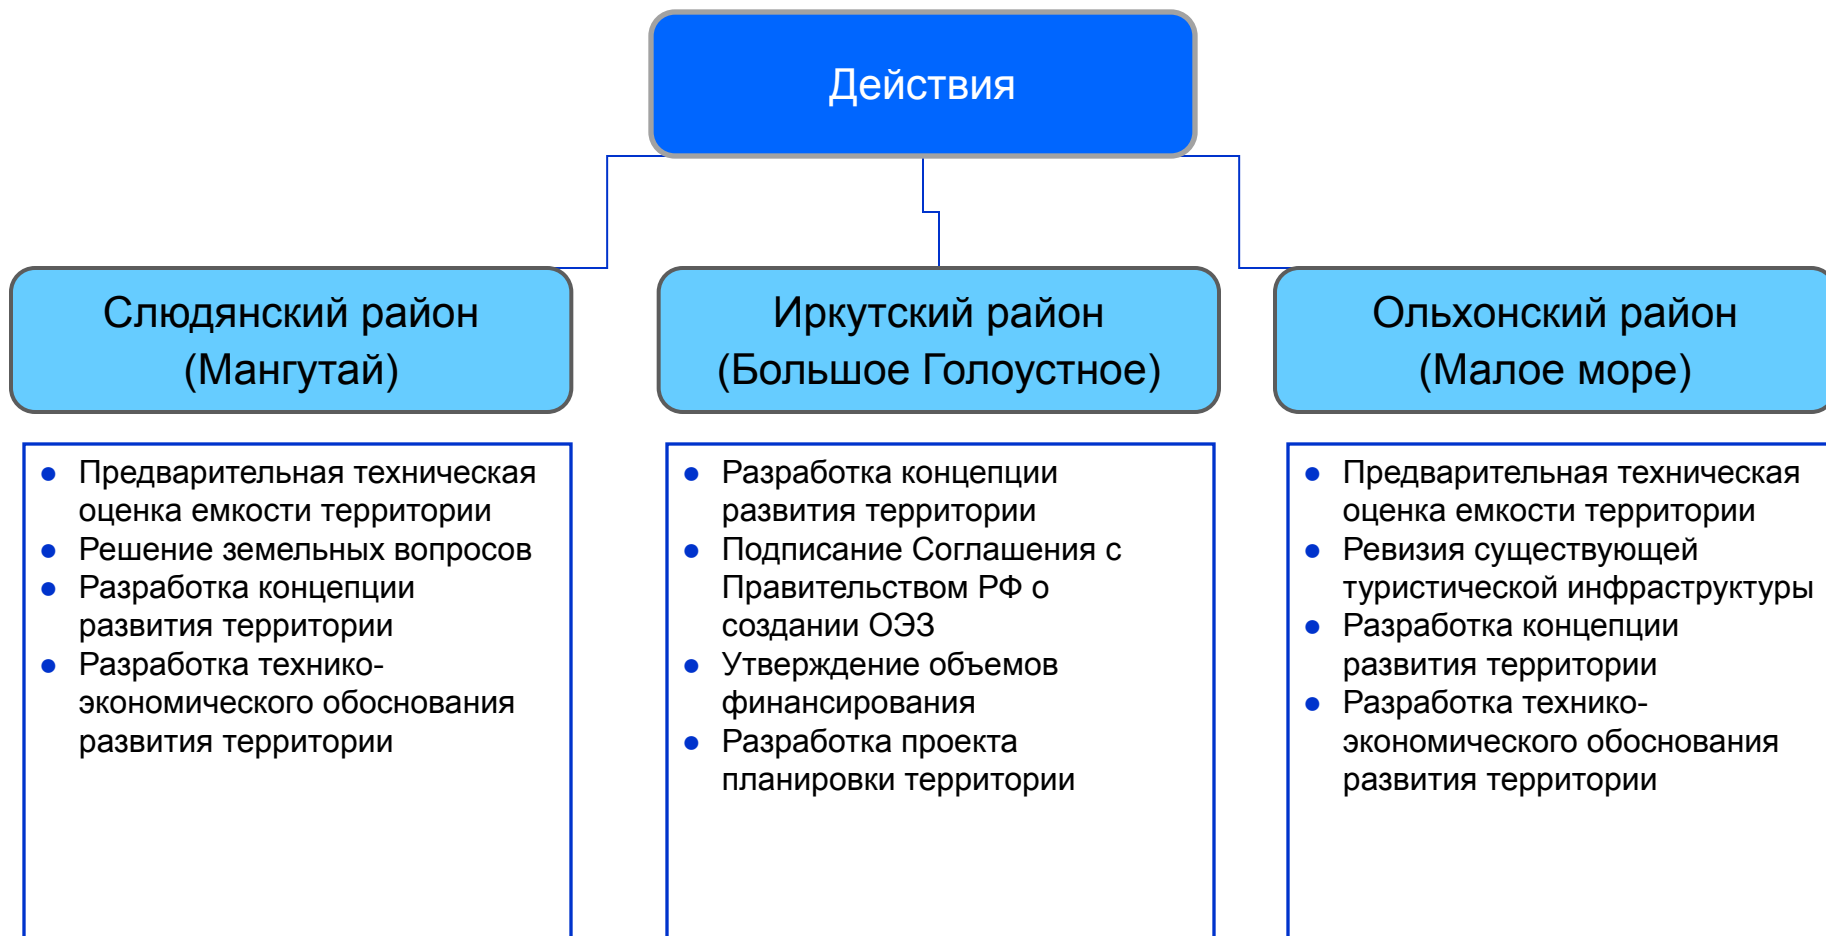 Действия
Слюдянский район
(Мангутай)
Иркутский район
(Большое Голоустное)
Ольхонский район
(Малое море)
● Предварительная техническая
оценка емкости территории
● Решение земельных вопросов
● Разработка концепции
развития территории
● Разработка технико-
экономического обоснования
развития территории
● Разработка концепции
развития территории
● Подписание Соглашения с
Правительством РФ о
создании ОЭЗ
● Утверждение объемов
финансирования
● Разработка проекта
планировки территории
● Предварительная техническая
оценка емкости территории
● Ревизия существующей
туристической инфраструктуры
● Разработка концепции
развития территории
● Разработка технико-
экономического обоснования
развития территории